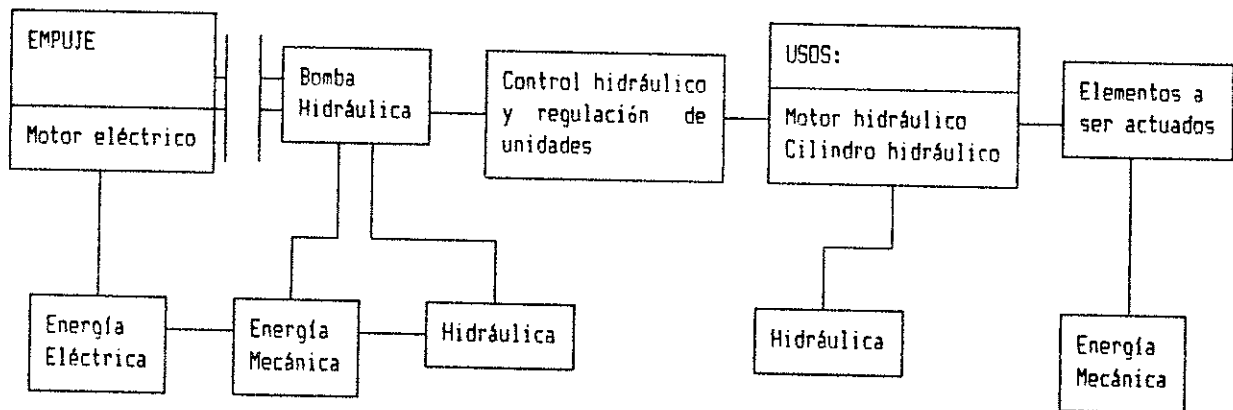 EMPUJE
Motor eléctrico
Bomba
Hidráulica
Control hidráulico
y regulación de
unidades
USOS:
Motor hidráulico
Cilindro hidráulico
Elementos a
ser actuados
Energía
Eléctrica
Energía
Mecánica
Hidráulica
Hidráulica
Energía
Mecánica